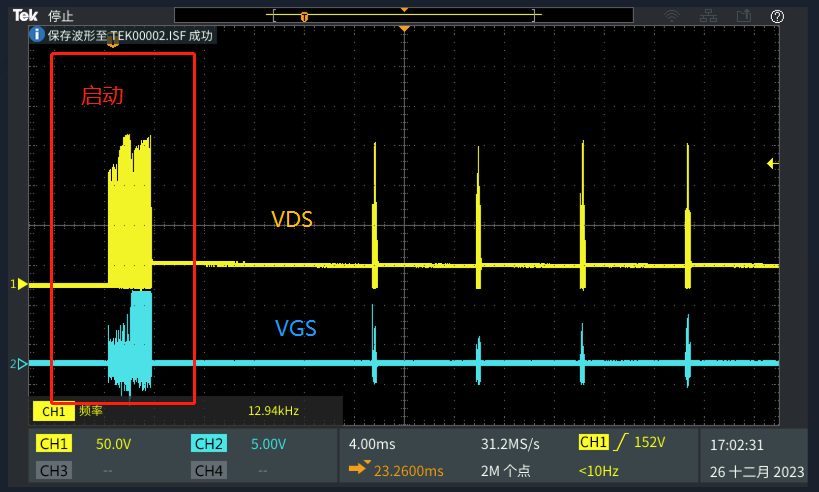 Tek 停止
T
i 保存波形至 TEK00002.ISF 成功
启动
VDS
1
VGS
2
CH1 频率 12.94kHz
CH1 50.0V CH2 5.00V 4.00ms 31.2MS/s CH1 152V 17:02:31
CH3 -- CH4 -- 23.2600ms 2M 个点 <10Hz 26 十二月 2023